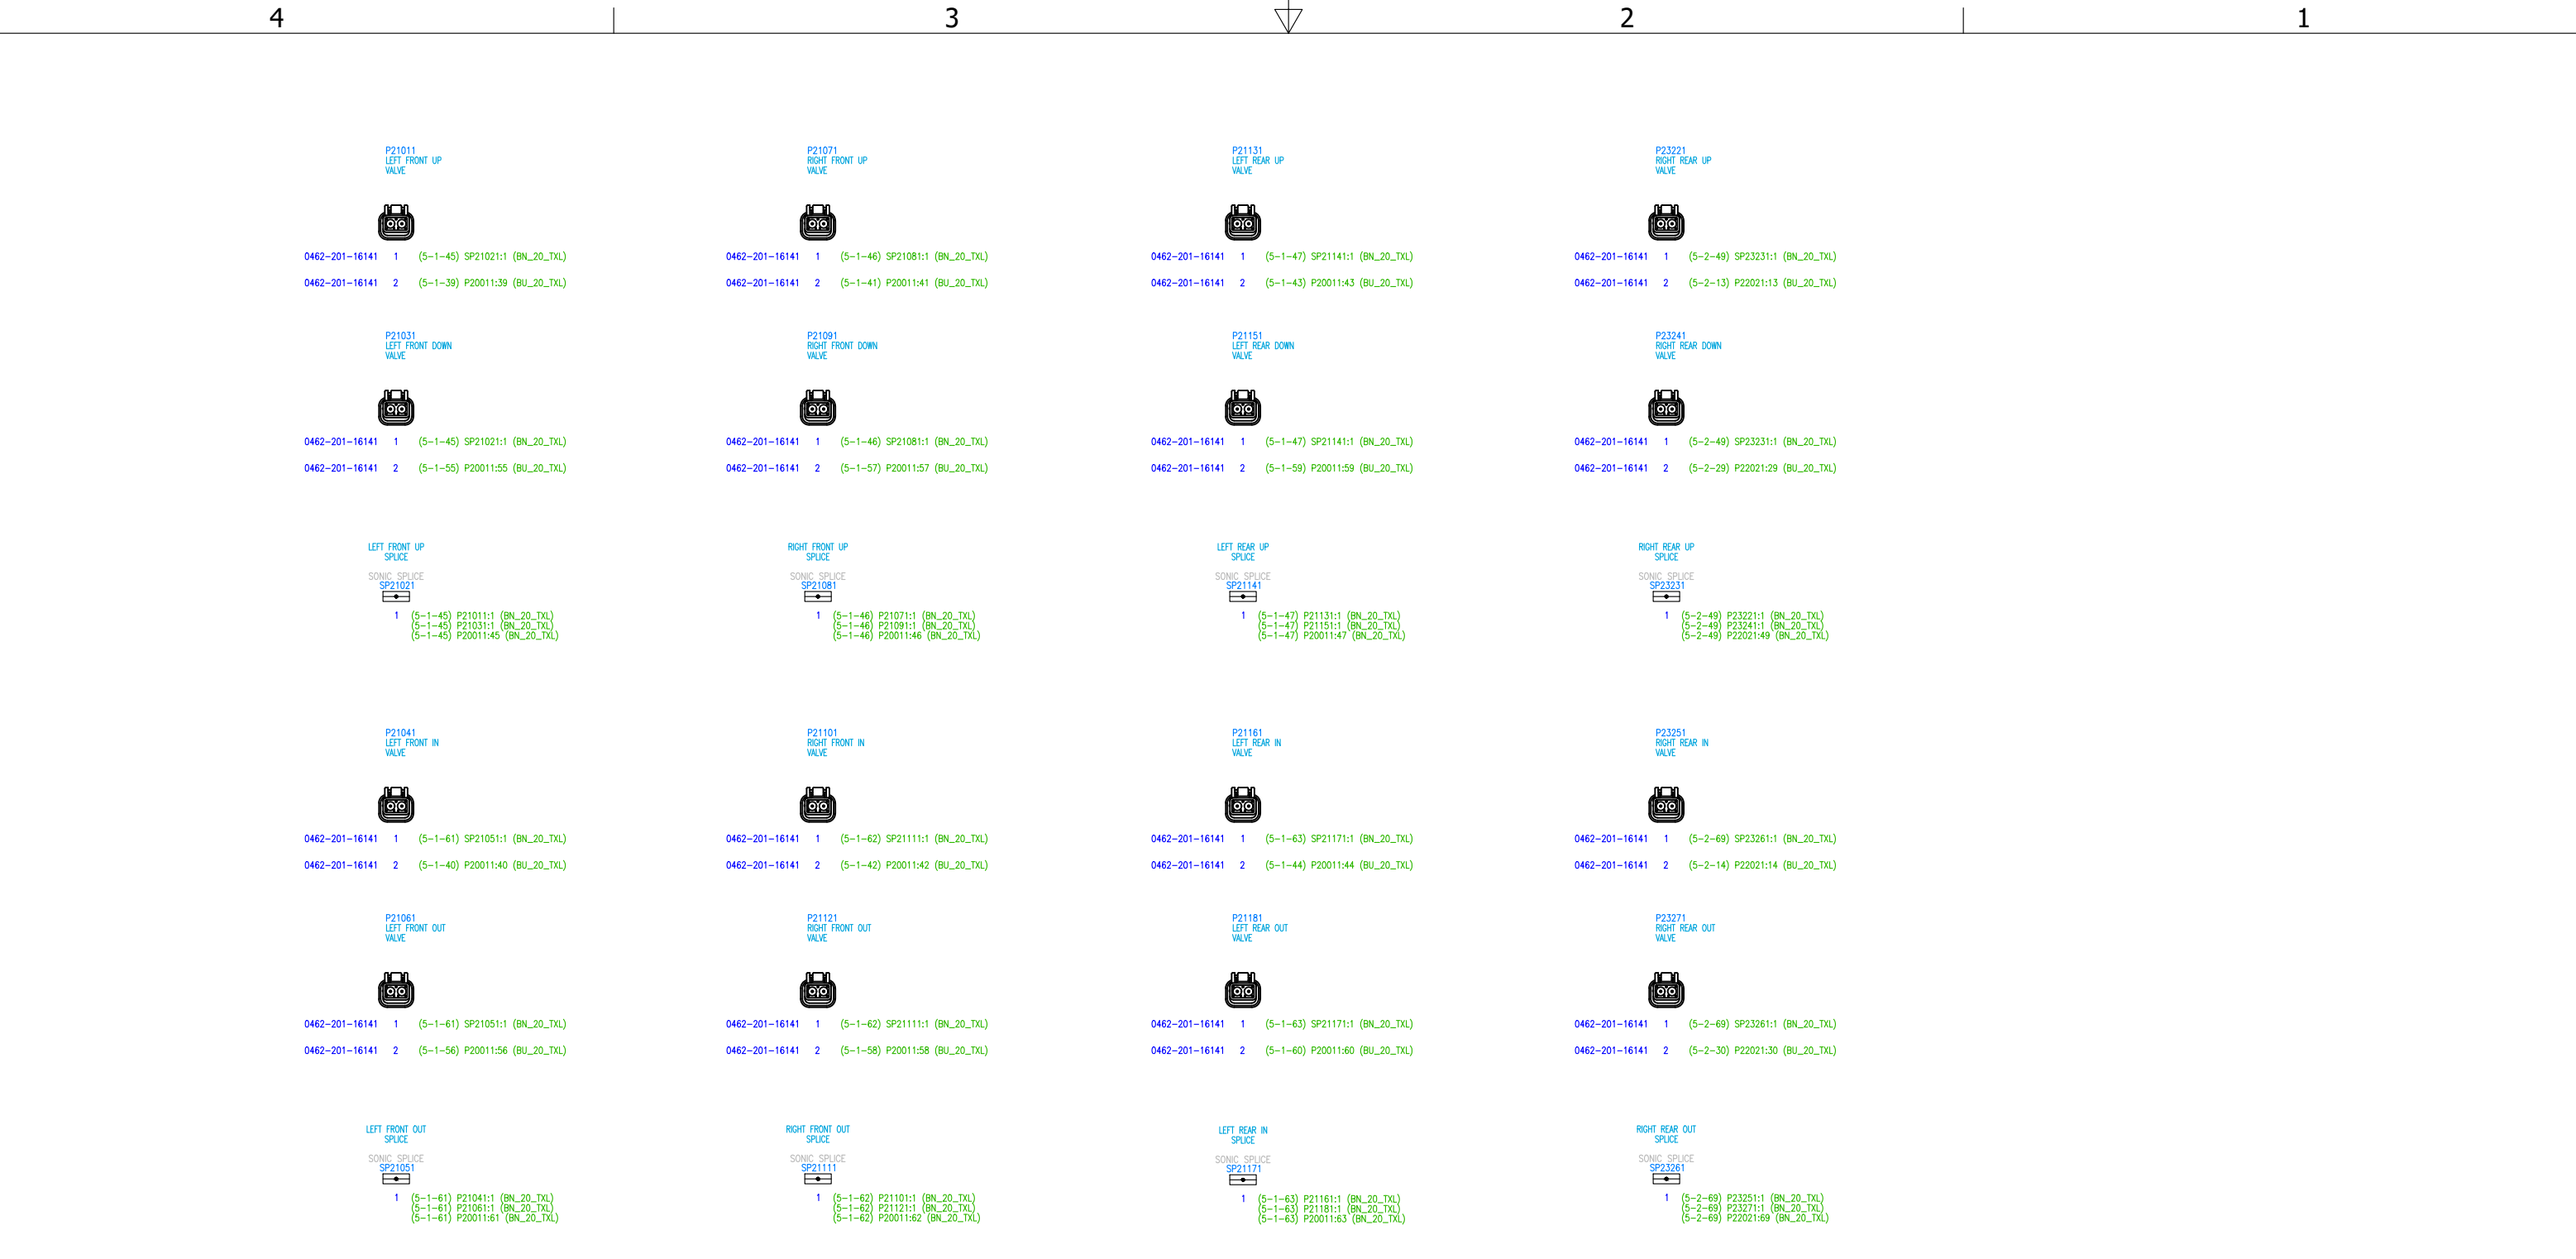 4 3 2 1
P21011
LEFT FRONT UP
VALVE
0462-201-16141 1 (5-1-45) SP21021:1 (BN_20_TXL)
0462-201-16141 2 (5-1-39) P20011:39 (BU_20_TXL)
P21071
RIGHT FRONT UP
VALVE
0462-201-16141 1 (5-1-46) SP21081:1 (BN_20_TXL)
0462-201-16141 2 (5-1-41) P20011:41 (BU_20_TXL)
P21131
LEFT REAR UP
VALVE
0462-201-16141 1 (5-1-47) SP21141:1 (BN_20_TXL)
0462-201-16141 2 (5-1-43) P20011:43 (BU_20_TXL)
P23221
RIGHT REAR UP
VALVE
0462-201-16141 1 (5-2-49) SP23231:1 (BN_20_TXL)
0462-201-16141 2 (5-2-13) P22021:13 (BU_20_TXL)
P21031
LEFT FRONT DOWN
VALVE
0462-201-16141 1 (5-1-45) SP21021:1 (BN_20_TXL)
0462-201-16141 2 (5-1-55) P20011:55 (BU_20_TXL)
P21091
RIGHT FRONT DOWN
VALVE
0462-201-16141 1 (5-1-46) SP21081:1 (BN_20_TXL)
0462-201-16141 2 (5-1-57) P20011:57 (BU_20_TXL)
P21151
LEFT REAR DOWN
VALVE
0462-201-16141 1 (5-1-47) SP21141:1 (BN_20_TXL)
0462-201-16141 2 (5-1-59) P20011:59 (BU_20_TXL)
P23241
RIGHT REAR DOWN
VALVE
0462-201-16141 1 (5-2-49) SP23231:1 (BN_20_TXL)
0462-201-16141 2 (5-2-29) P22021:29 (BU_20_TXL)
LEFT FRONT UP
SPLICE
SONIC SPLICE
SP21021
1 (5-1-45) P21011:1 (BN_20_TXL)
(5-1-45) P21031:1 (BN_20_TXL)
(5-1-45) P20011:45 (BN_20_TXL)
RIGHT FRONT UP
SPLICE
SONIC SPLICE
SP21081
1 (5-1-46) P21071:1 (BN_20_TXL)
(5-1-46) P21091:1 (BN_20_TXL)
(5-1-46) P20011:46 (BN_20_TXL)
LEFT REAR UP
SPLICE
SONIC SPLICE
SP21141
1 (5-1-47) P21131:1 (BN_20_TXL)
(5-1-47) P21151:1 (BN_20_TXL)
(5-1-47) P20011:47 (BN_20_TXL)
RIGHT REAR UP
SPLICE
SONIC SPLICE
SP23231
1 (5-2-49) P23221:1 (BN_20_TXL)
(5-2-49) P23241:1 (BN_20_TXL)
(5-2-49) P22021:49 (BN_20_TXL)
P21041
LEFT FRONT IN
VALVE
0462-201-16141 1 (5-1-61) SP21051:1 (BN_20_TXL)
0462-201-16141 2 (5-1-40) P20011:40 (BU_20_TXL)
P21101
RIGHT FRONT IN
VALVE
0462-201-16141 1 (5-1-62) SP21111:1 (BN_20_TXL)
0462-201-16141 2 (5-1-42) P20011:42 (BU_20_TXL)
P21161
LEFT REAR IN
VALVE
0462-201-16141 1 (5-1-63) SP21171:1 (BN_20_TXL)
0462-201-16141 2 (5-1-44) P20011:44 (BU_20_TXL)
P23251
RIGHT REAR IN
VALVE
0462-201-16141 1 (5-2-69) SP23261:1 (BN_20_TXL)
0462-201-16141 2 (5-2-14) P22021:14 (BU_20_TXL)
P21061
LEFT FRONT OUT
VALVE
0462-201-16141 1 (5-1-61) SP21051:1 (BN_20_TXL)
0462-201-16141 2 (5-1-56) P20011:56 (BU_20_TXL)
P21121
RIGHT FRONT OUT
VALVE
0462-201-16141 1 (5-1-62) SP21111:1 (BN_20_TXL)
0462-201-16141 2 (5-1-58) P20011:58 (BU_20_TXL)
P21181
LEFT REAR OUT
VALVE
0462-201-16141 1 (5-1-63) SP21171:1 (BN_20_TXL)
0462-201-16141 2 (5-1-60) P20011:60 (BU_20_TXL)
P23271
RIGHT REAR OUT
VALVE
0462-201-16141 1 (5-2-69) SP23261:1 (BN_20_TXL)
0462-201-16141 2 (5-2-30) P22021:30 (BU_20_TXL)
LEFT FRONT OUT
SPLICE
SONIC SPLICE
SP21051
1 (5-1-61) P21041:1 (BN_20_TXL)
(5-1-61) P21061:1 (BN_20_TXL)
(5-1-61) P20011:61 (BN_20_TXL)
RIGHT FRONT OUT
SPLICE
SONIC SPLICE
SP21111
1 (5-1-62) P21101:1 (BN_20_TXL)
(5-1-62) P21121:1 (BN_20_TXL)
(5-1-62) P20011:62 (BN_20_TXL)
LEFT REAR IN
SPLICE
SONIC SPLICE
SP21171
1 (5-1-63) P21161:1 (BN_20_TXL)
(5-1-63) P21181:1 (BN_20_TXL)
(5-1-63) P20011:63 (BN_20_TXL)
RIGHT REAR OUT
SPLICE
SONIC SPLICE
SP23261
1 (5-2-69) P23251:1 (BN_20_TXL)
(5-2-69) P23271:1 (BN_20_TXL)
(5-2-69) P22021:69 (BN_20_TXL)